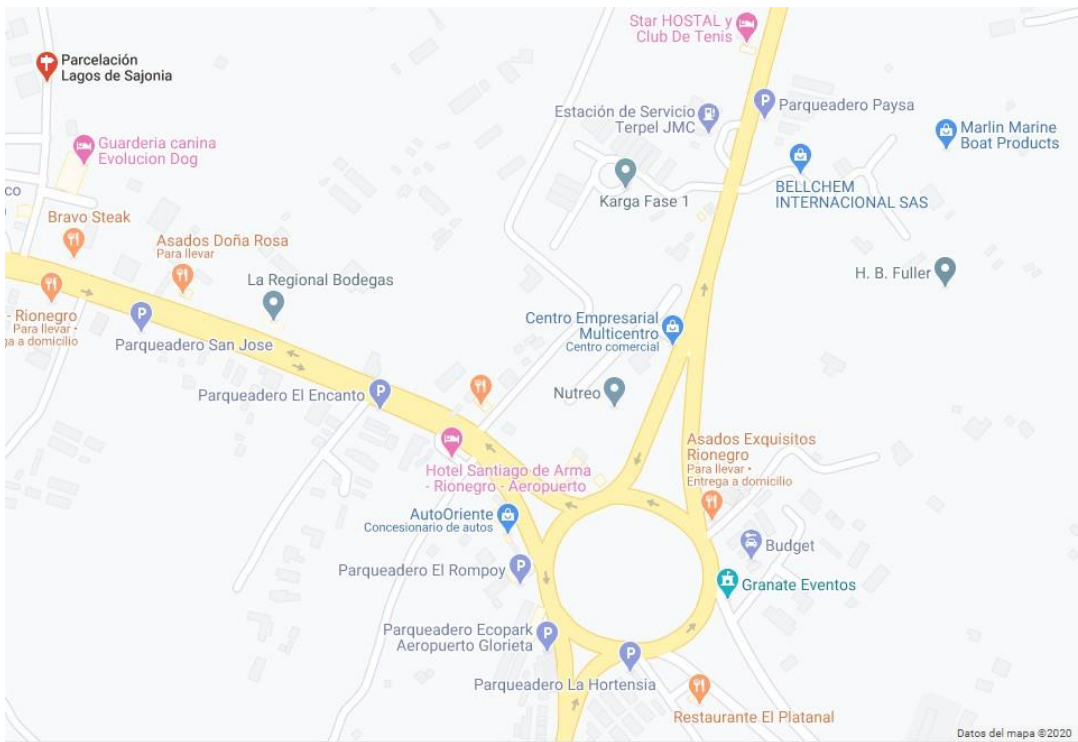 Star HOSTAL y
Club De Tenis
Parcelación
Lagos de Sajonia
Parqueadero Paysa
Estación de Servicio
Terpel JMC
Marlin Marine
Boat Products
Guarderia canina
Evolucion Dog
co
BELLCHEM
INTERNACIONAL SAS
Karga Fase 1
Bravo Steak
Asados Doña Rosa
Para llevar
La Regional Bodegas
H. B. Fuller
- Rionegro
Para llevar •
ga a domicilio
Parqueadero San Jose
Centro Empresarial
Multicentro
Centro comercial
Parqueadero El Encanto
Nutreo
Asados Exquisitos
Rionegro
Para llevar •
Entrega a domicilio
Hotel Santiago de Arma
- Rionegro - Aeropuerto
AutoOriente
Concesionario de autos
Budget
Parqueadero El Rompoy
Granate Eventos
Parqueadero Ecopark
Aeropuerto Glorieta
Parqueadero La Hortensia
Restaurante El Platanal
Datos del mapa ©2020